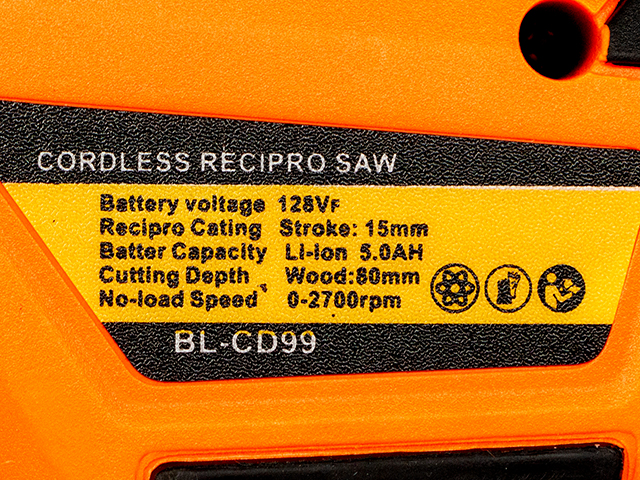 CORDLESS RECIPRO SAW
Battery voltage 128VF
Recipro Cating Stroke: 15mm
Batter Capacity Li-ion 5.0AH
Cutting Depth Wood:80mm
No-load Speed 0-2700rpm
BL-CD99